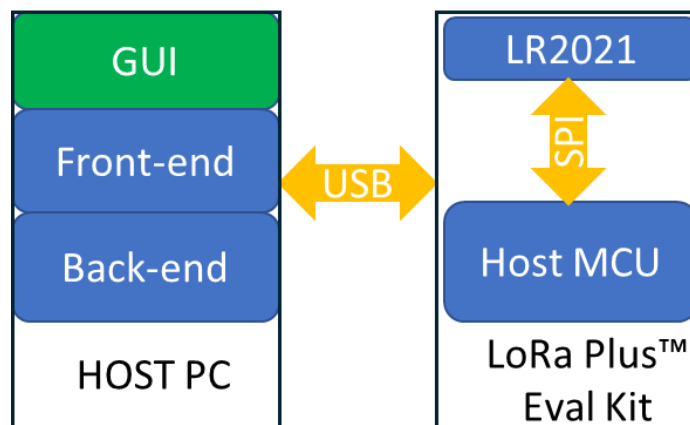 GUI
Front-end
Back-end
HOST PC
USB
LR2021
SPI
Host MCU
LoRa Plus™
Eval Kit